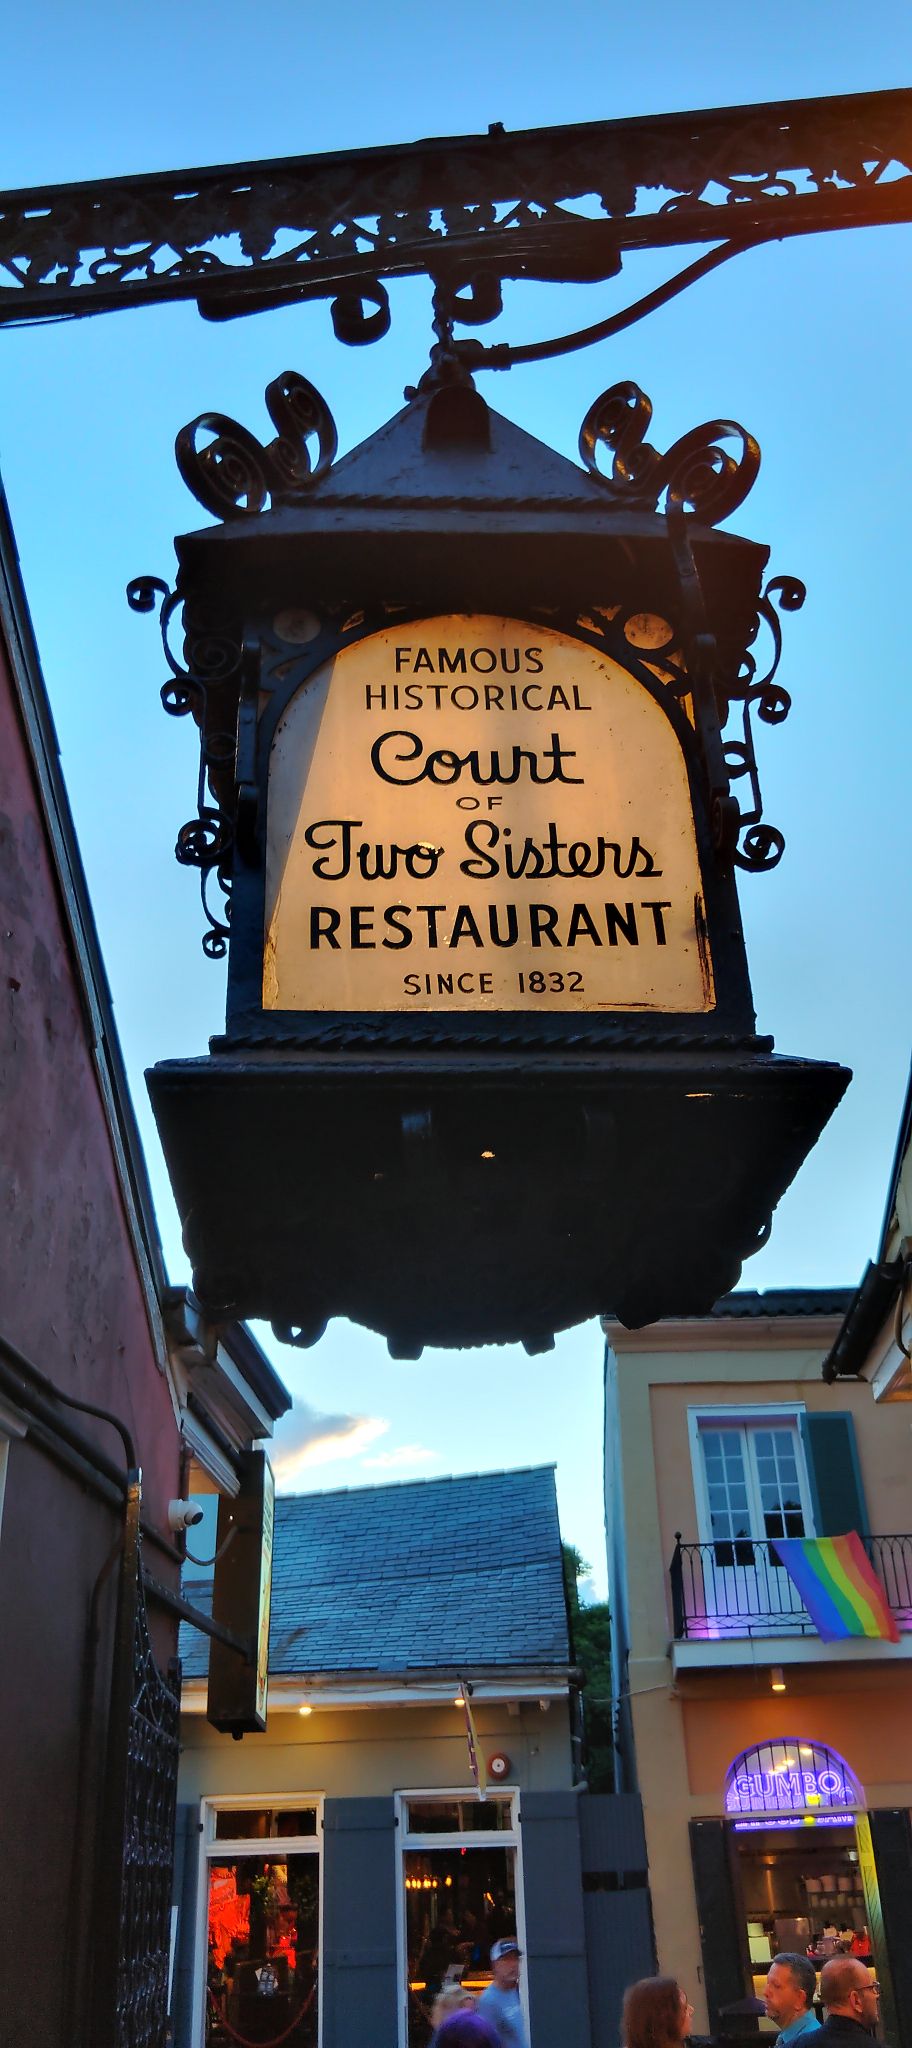 FAMOUS
HISTORICAL
Court
OF
Two Sisters
RESTAURANT
SINCE 1832
GUMBO